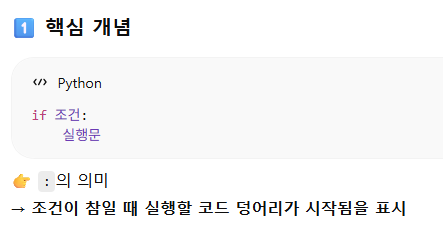 1️⃣ 핵심 개념
</> Python
if 조건:
    실행문
👉 :의 의미
→ 조건이 참일 때 실행할 코드 덩어리가 시작됨을 표시